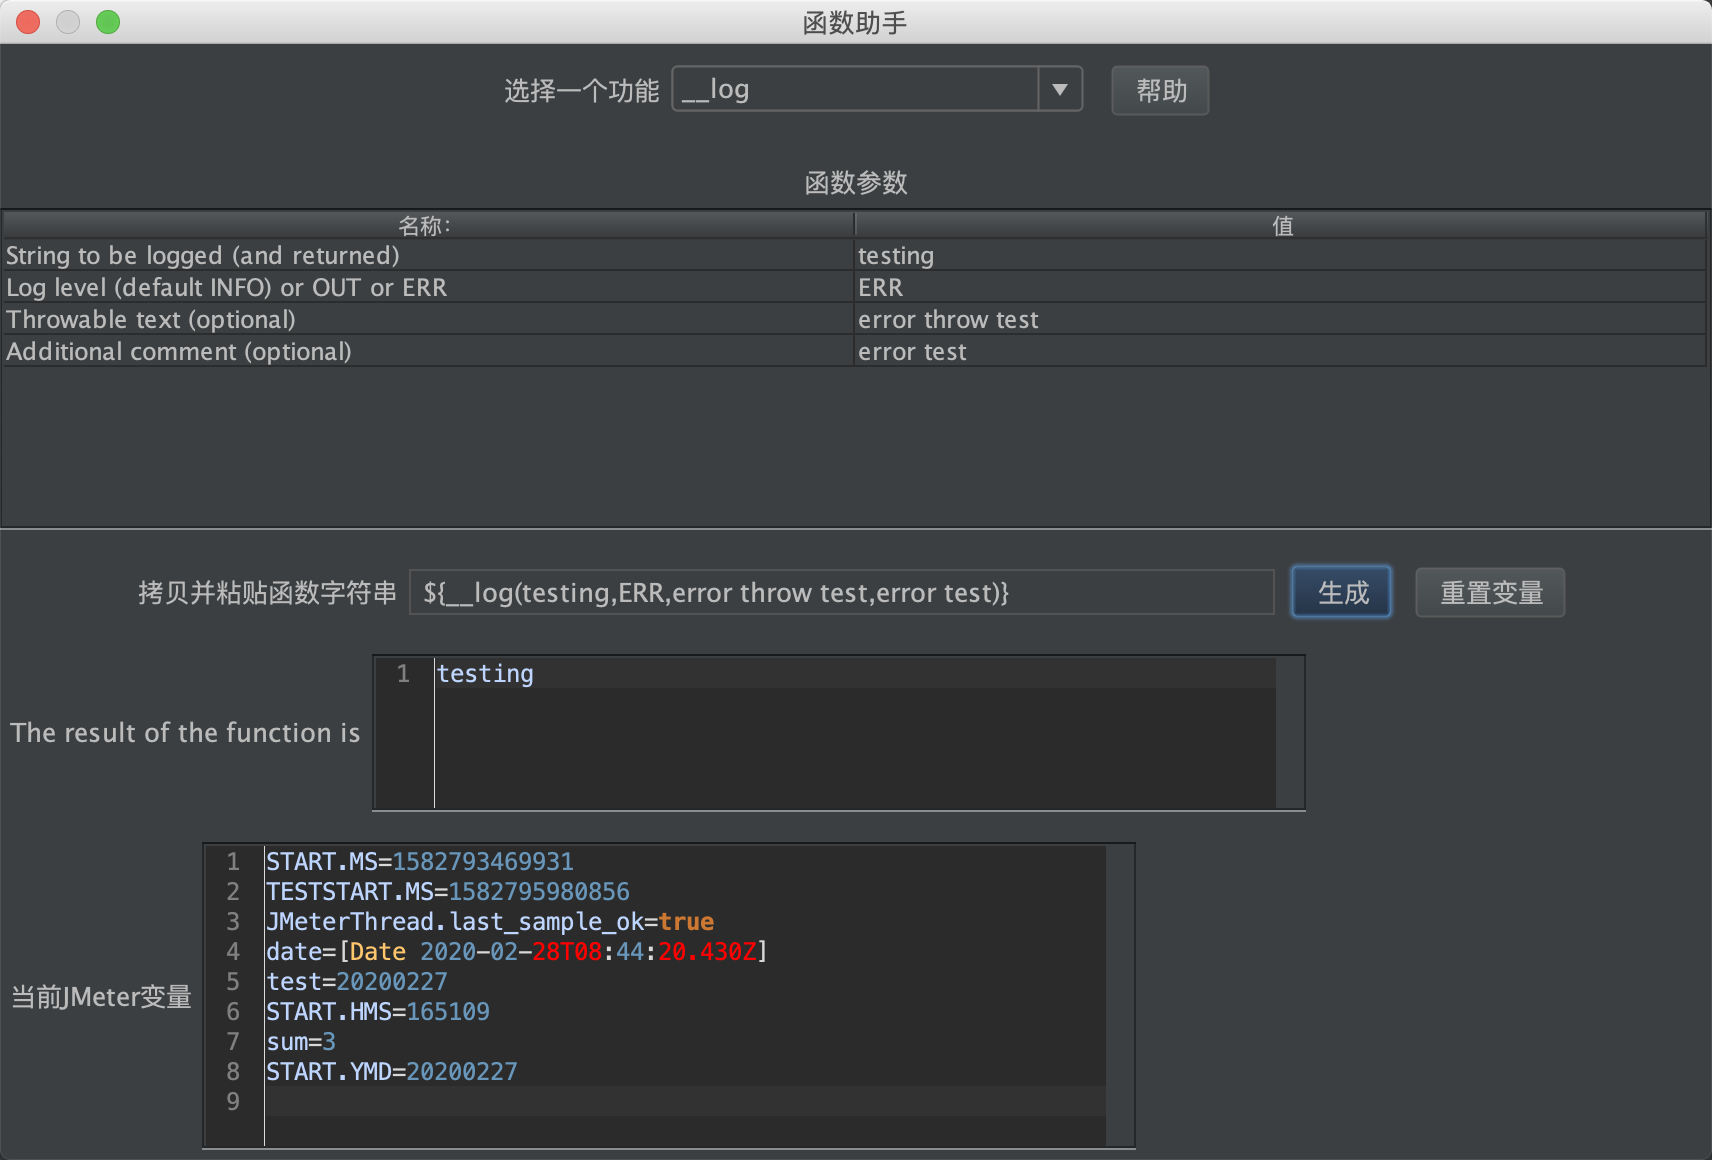 函数助手
选择一个功能 __log ▼ 帮助
函数参数
名称: 值
String to be logged (and returned) testing
Log level (default INFO) or OUT or ERR ERR
Throwable text (optional) error throw test
Additional comment (optional) error test
拷贝并粘贴函数字符串 ${__log(testing,ERR,error throw test,error test)} 生成 重置变量
The result of the function is
1 testing
当前JMeter变量
1 START.MS=1582793469931
2 TESTSTART.MS=1582795980856
3 JMeterThread.last_sample_ok=true
4 date=[Date 2020-02-28T08:44:20.430Z]
5 test=20200227
6 START.HMS=165109
7 sum=3
8 START.YMD=20200227
9